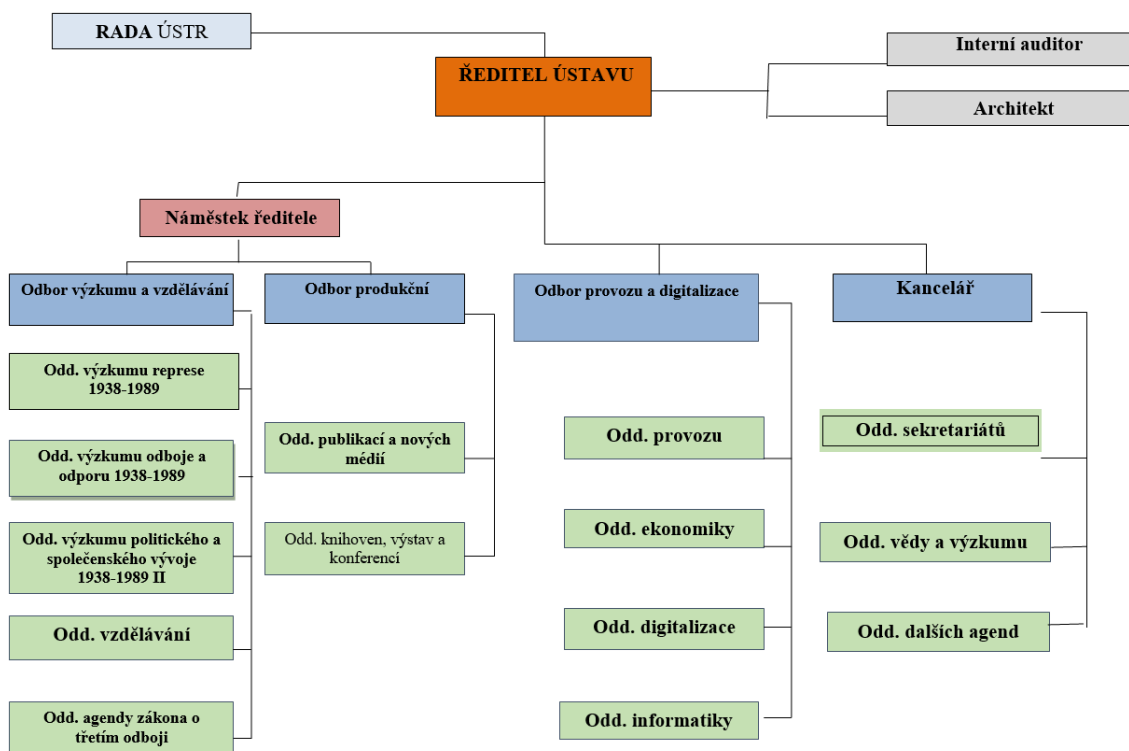 RADA ÚSTR
Interní auditor
ŘEDITEL ÚSTAVU
Architekt
Náměstek ředitele
Odbor výzkumu a vzdělávání
Odd. výzkumu represe
1938-1989
Odd. výzkumu odboje a
odporu 1938-1989
Odd. výzkumu politického a
společenského vývoje
1938-1989 II
Odd. vzdělávání
Odd. agendy zákona o
třetím odboji
Odbor produkční
Odd. publikací a nových
médií
Odd. knihoven, výstav a
konferencí
Odbor provozu a digitalizace
Odd. provozu
Odd. ekonomiky
Odd. digitalizace
Odd. informatiky
Kancelář
Odd. sekretariátů
Odd. vědy a výzkumu
Odd. dalších agend